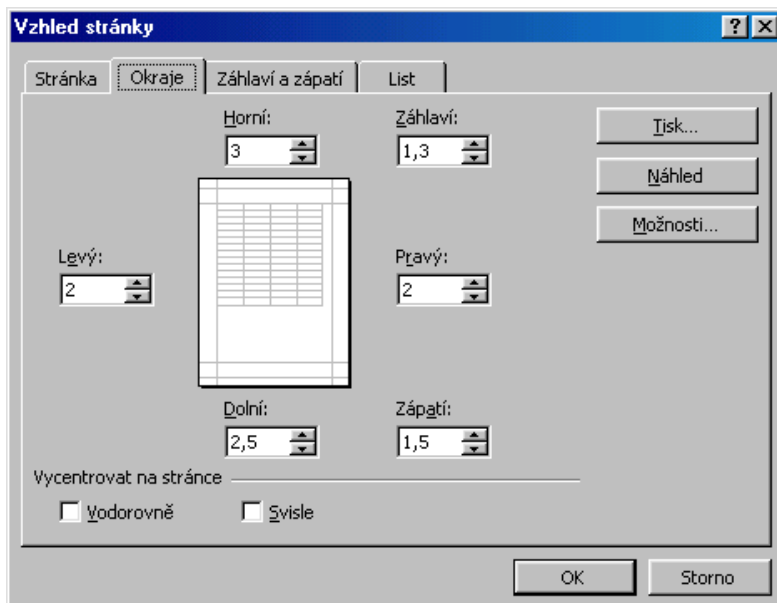 Vzhled stránky
Stránka Okraje Záhlaví a zápatí List
Horní: Záhlaví:
3 1,3
Tisk...
Náhled
Možnosti...
Levý: Pravý:
2 2
Dolní: Zápatí:
2,5 1,5
Vycentrovat na stránce
Vodorovně Svisle
OK Storno